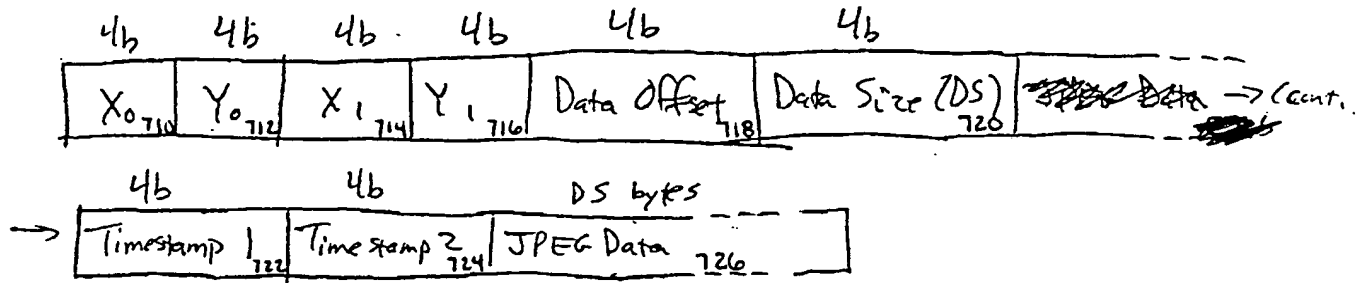 4b 4b 4b. 4b 4b 4b
X0 710 Y0 712 X1 714 Y1 716 Data Offset 718 Data Size (DS) 720 Data → (cont.
4b 4b DS bytes
→ Timestamp 1 722 Timestamp 2 724 JPEG Data 726